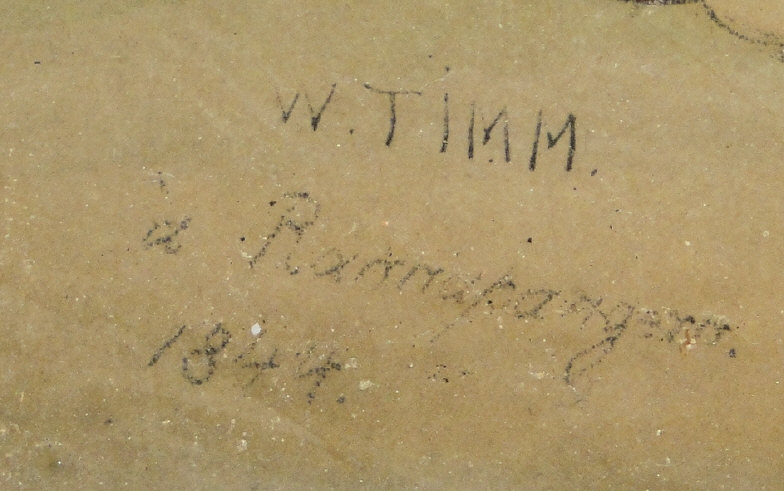 W. TIMM.
à Rannapungern.
1844.